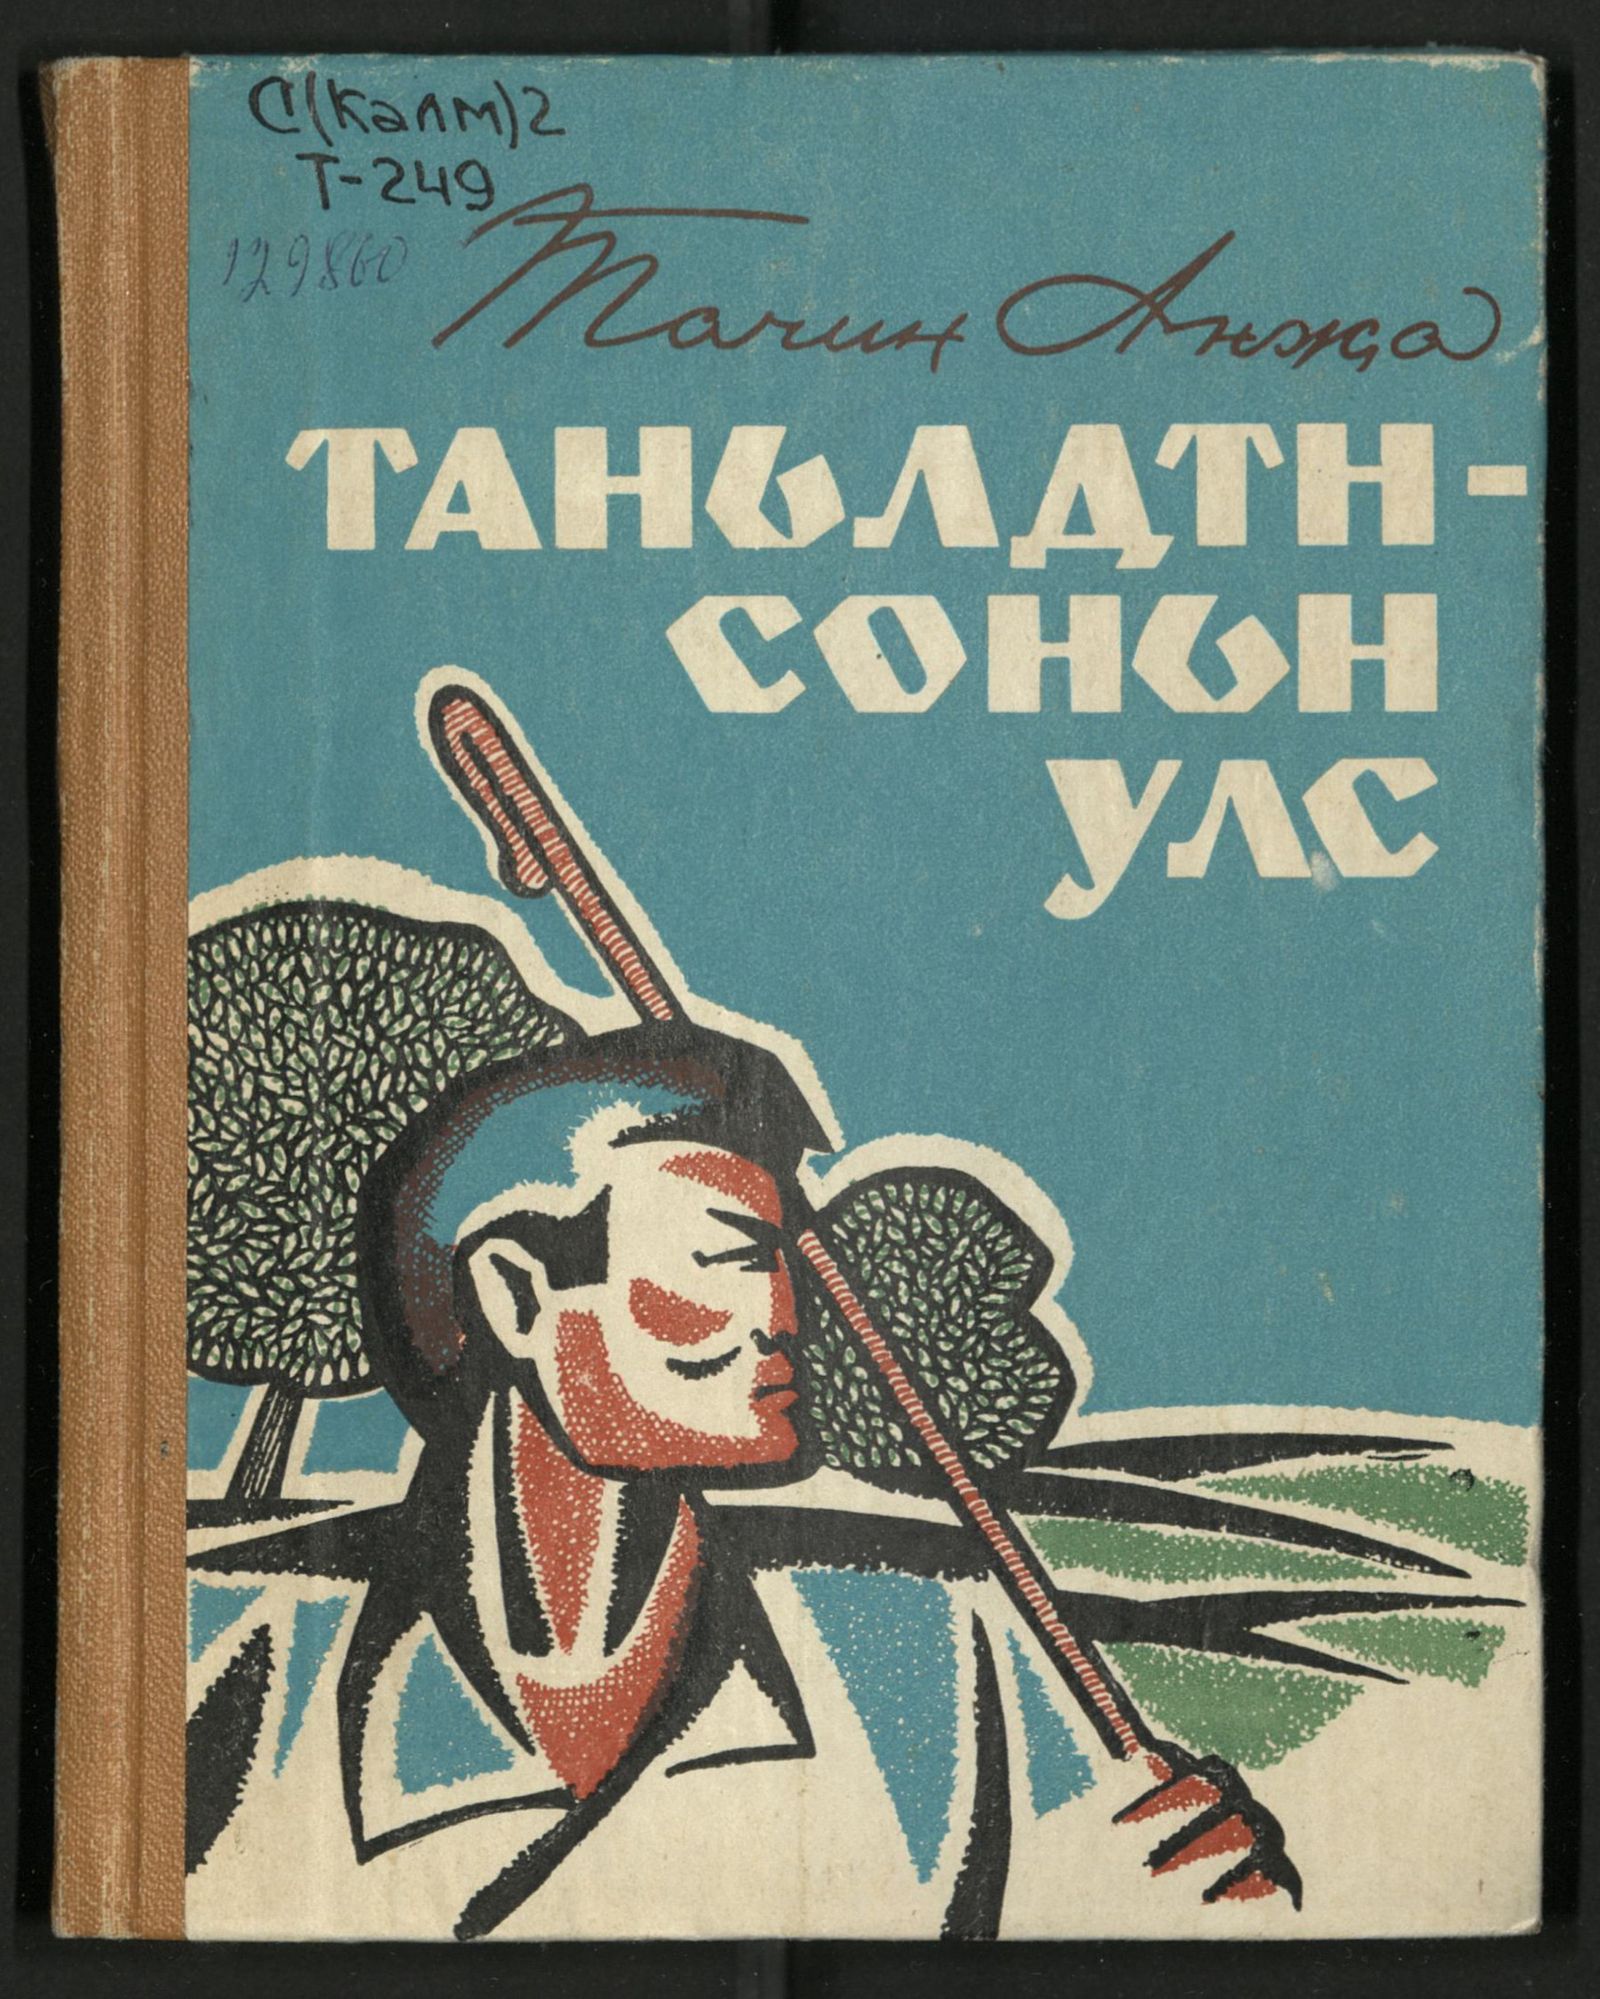 С(калм)2
Т-249
129860
Тачин Анжа
ТАНЬЛДТН-
СОНЬН
УЛС